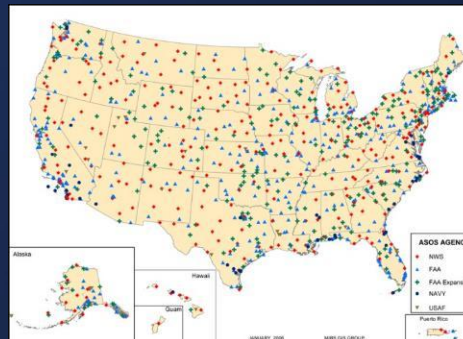 ASOS AGENC
NWS
FAA
FAA Expans
NAVY
USAF
Alaska
Hawaii
Guam
Puerto Rico